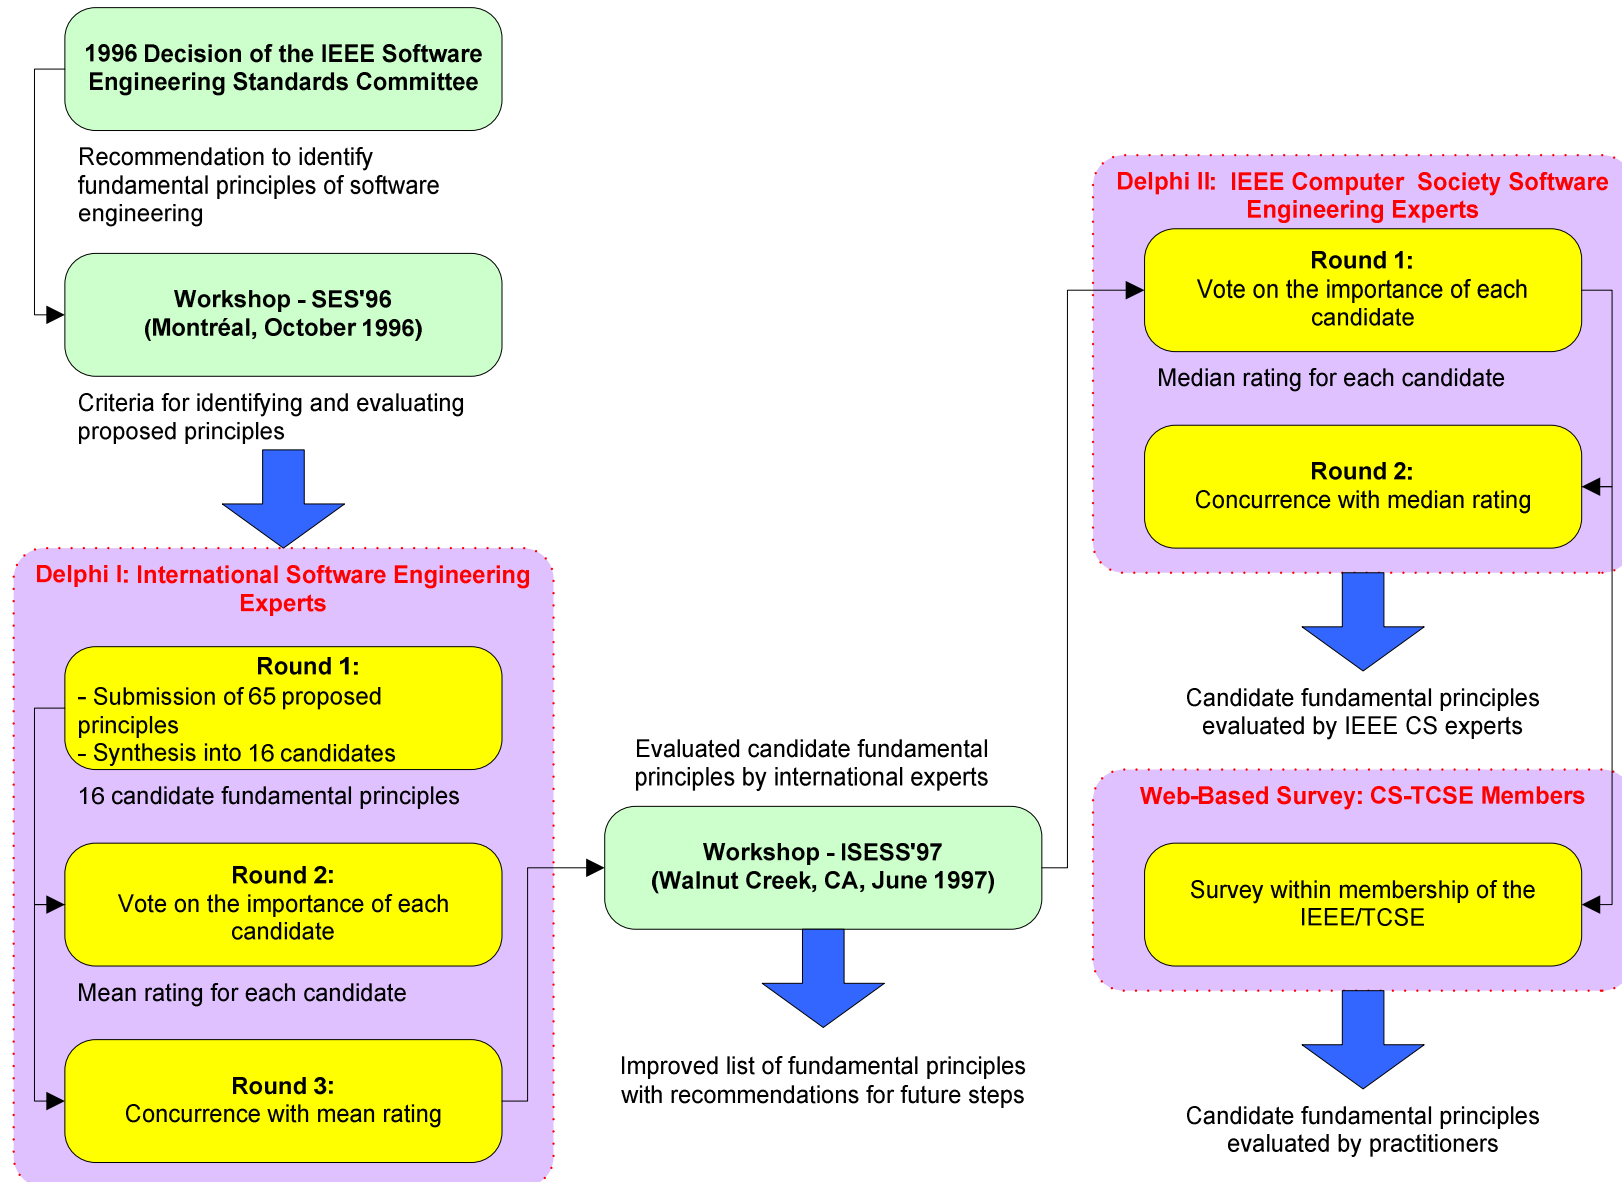 1996 Decision of the IEEE Software
Engineering Standards Committee
Recommendation to identify
fundamental principles of software
engineering
Workshop - SES'96
(Montréal, October 1996)
Criteria for identifying and evaluating
proposed principles
Delphi I: International Software Engineering
Experts
Round 1:
- Submission of 65 proposed
principles
- Synthesis into 16 candidates
16 candidate fundamental principles
Round 2:
Vote on the importance of each
candidate
Mean rating for each candidate
Round 3:
Concurrence with mean rating
Evaluated candidate fundamental
principles by international experts
Workshop - ISESS'97
(Walnut Creek, CA, June 1997)
Improved list of fundamental principles
with recommendations for future steps
Delphi II: IEEE Computer Society Software
Engineering Experts
Round 1:
Vote on the importance of each
candidate
Median rating for each candidate
Round 2:
Concurrence with median rating
Candidate fundamental principles
evaluated by IEEE CS experts
Web-Based Survey: CS-TCSE Members
Survey within membership of the
IEEE/TCSE
Candidate fundamental principles
evaluated by practitioners